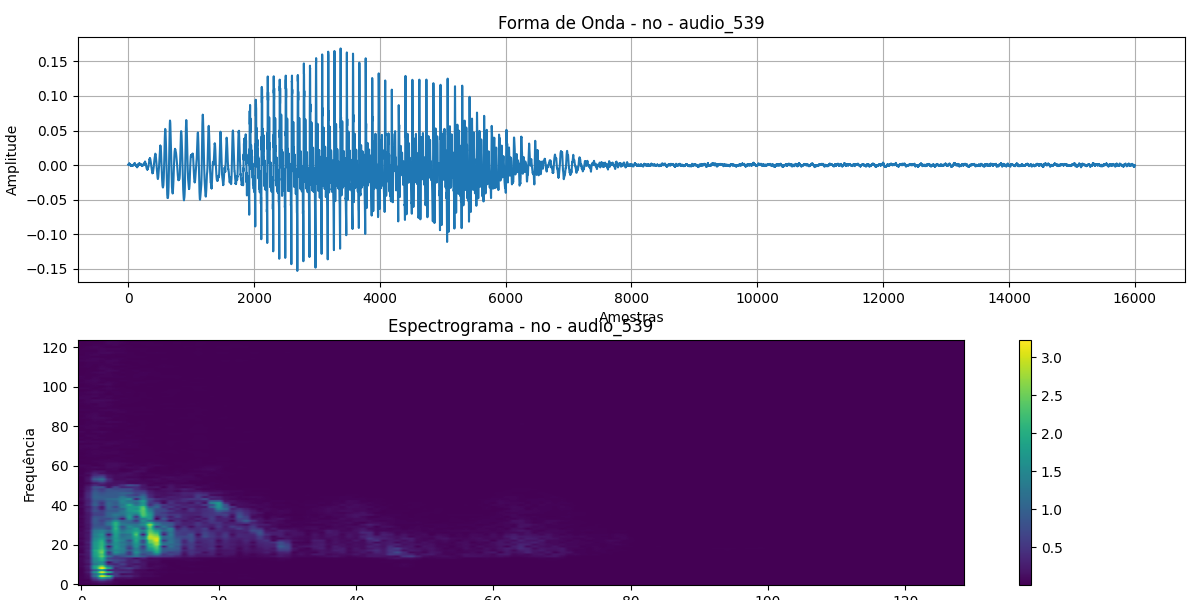 Forma de Onda - no - audio_539
0.15
0.10
0.05
0.00
−0.05
−0.10
−0.15
Amplitude
0 2000 4000 6000 8000 10000 12000 14000 16000
Amostras
Espectrograma - no - audio_539
120
100
80
60
40
20
0
Frequência
0 20 40 60 80 100 120
3.0
2.5
2.0
1.5
1.0
0.5